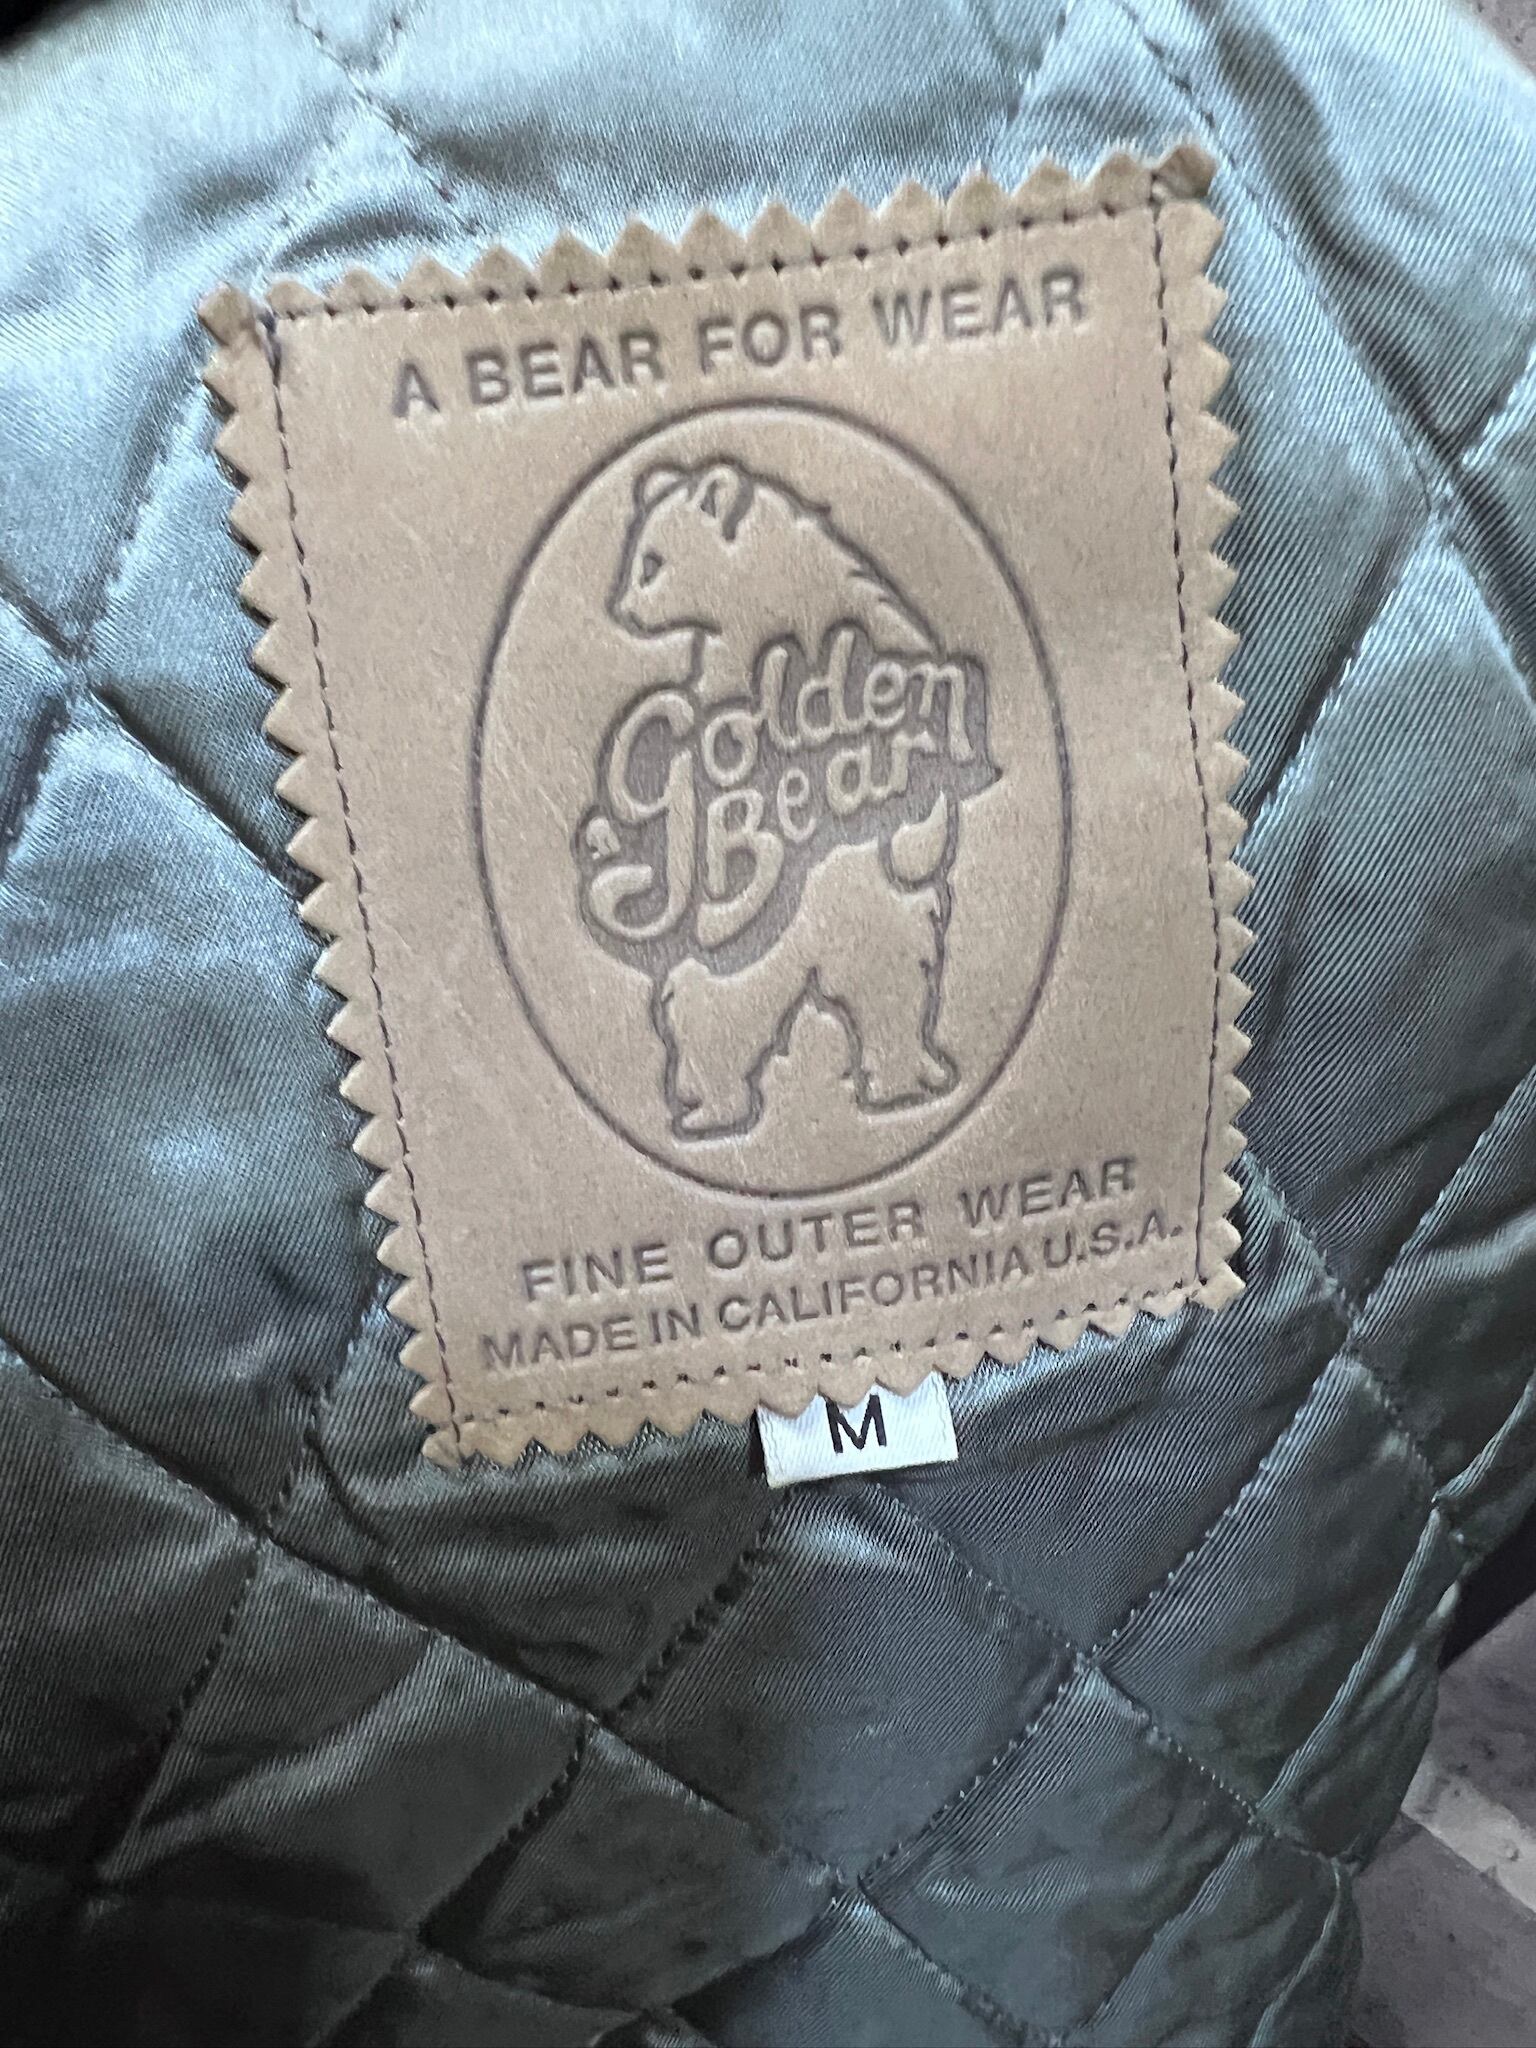 A BEAR FOR WEAR
Golden
Bear
FINE OUTER WEAR
MADE IN CALIFORNIA U.S.A.
M